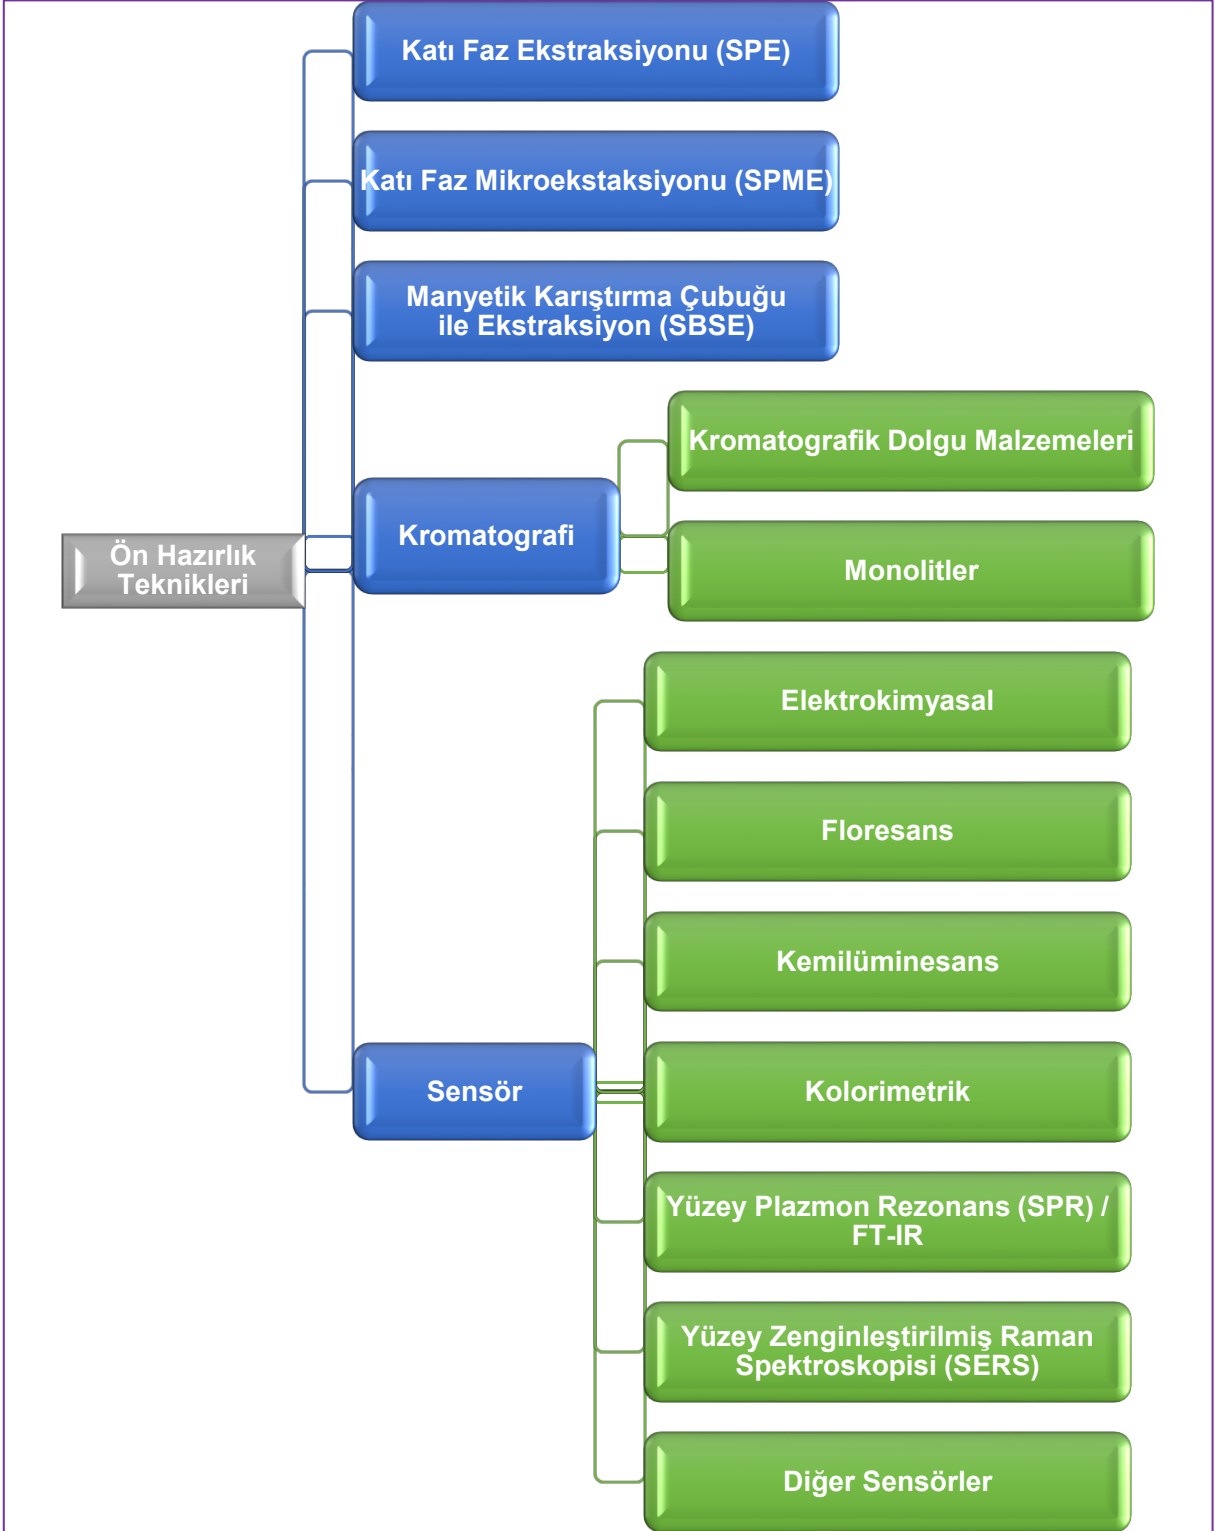 Katı Faz Ekstraksiyonu (SPE)
Katı Faz Mikroekstaksiyonu (SPME)
Manyetik Karıştırma Çubuğu
ile Ekstraksiyon (SBSE)
Kromatografik Dolgu Malzemeleri
Kromatografi
Monolitler
Ön Hazırlık
Teknikleri
Elektrokimyasal
Floresans
Kemilüminesans
Sensör
Kolorimetrik
Yüzey Plazmon Rezonans (SPR) /
FT-IR
Yüzey Zenginleştirilmiş Raman
Spektroskopisi (SERS)
Diğer Sensörler